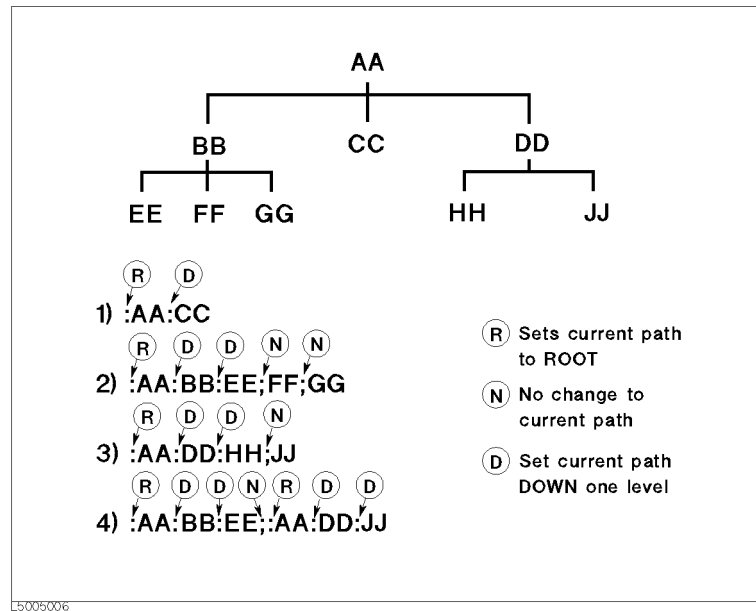 AA
BB CC DD
EE FF GG HH JJ
R D
1) :AA:CC
R D D N N
2) :AA:BB:EE;FF;GG
R D D N
3) :AA:DD:HH;JJ
R D D N R D D
4) :AA:BB:EE;:AA:DD:JJ
R Sets current path
to ROOT
N No change to
current path
D Set current path
DOWN one level
L5005006